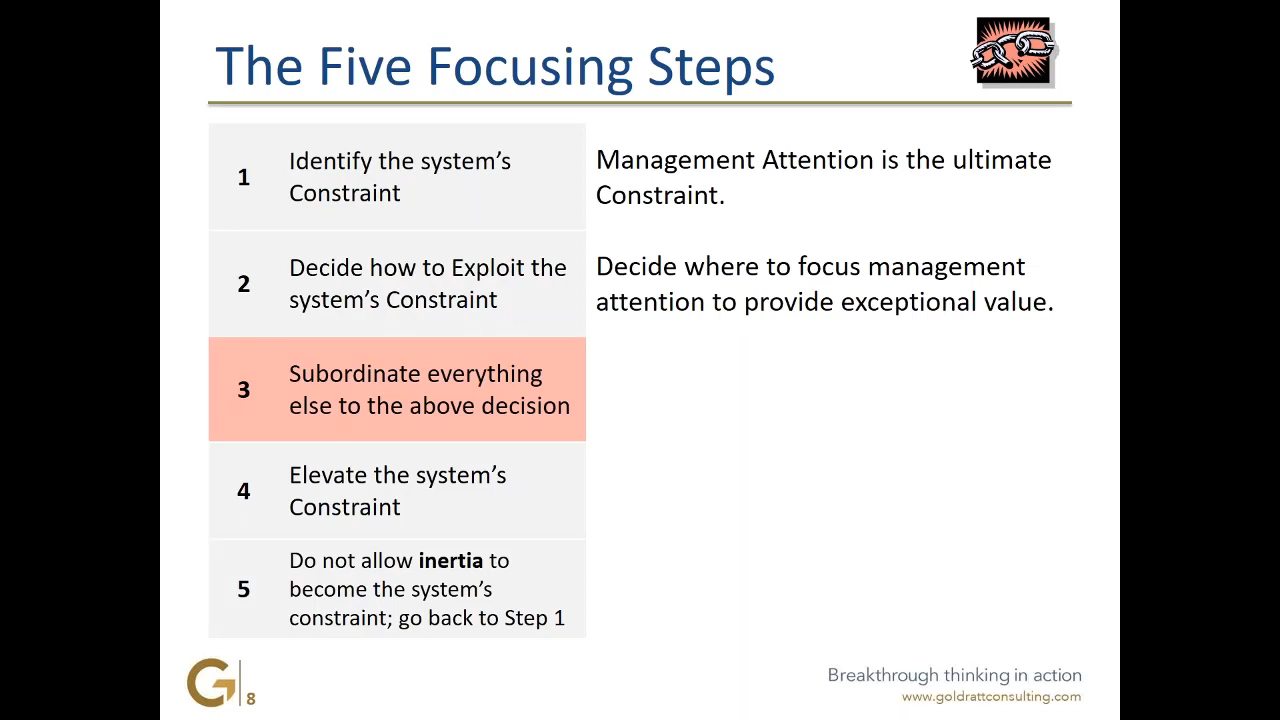 The Five Focusing Steps
1
Identify the system's
Constraint
Management Attention is the ultimate
Constraint.
2
Decide how to Exploit the
system's Constraint
Decide where to focus management
attention to provide exceptional value.
3
Subordinate everything
else to the above decision
4
Elevate the system's
Constraint
5
Do not allow inertia to
become the system's
constraint; go back to Step 1
G
8
Breakthrough thinking in action
www.goldrattconsulting.com